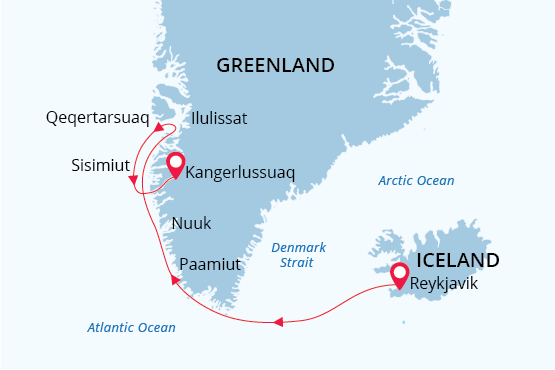 GREENLAND
Qeqertarsuaq
Ilulissat
Sisimiut
Kangerlussuaq
Arctic Ocean
Nuuk
Denmark
Strait
Paamiut
ICELAND
Reykjavik
Atlantic Ocean